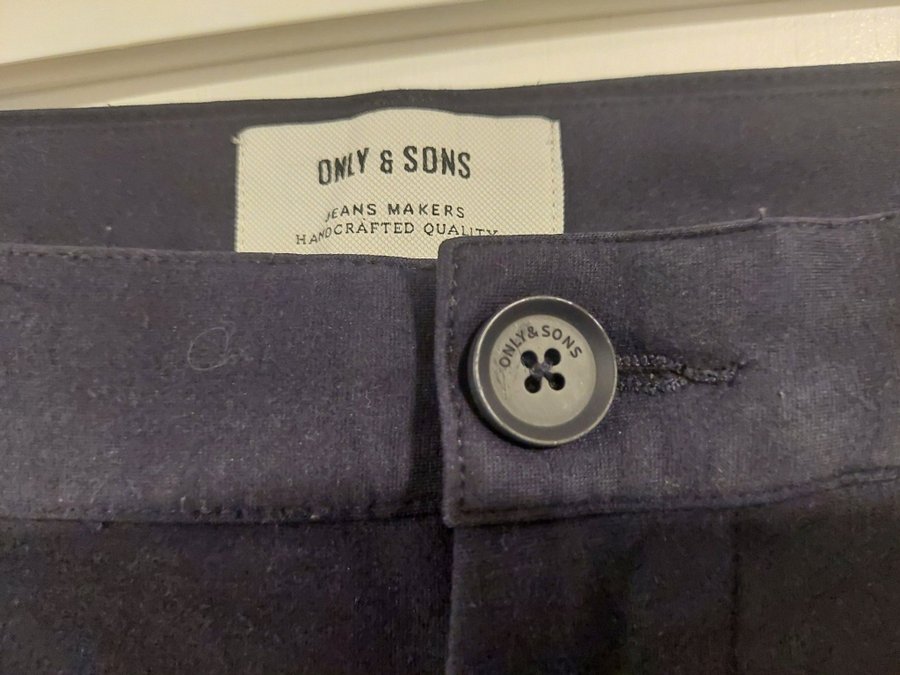 ONLY & SONS
JEANS MAKERS
HANDCRAFTED QUALITY
ONLY&SONS